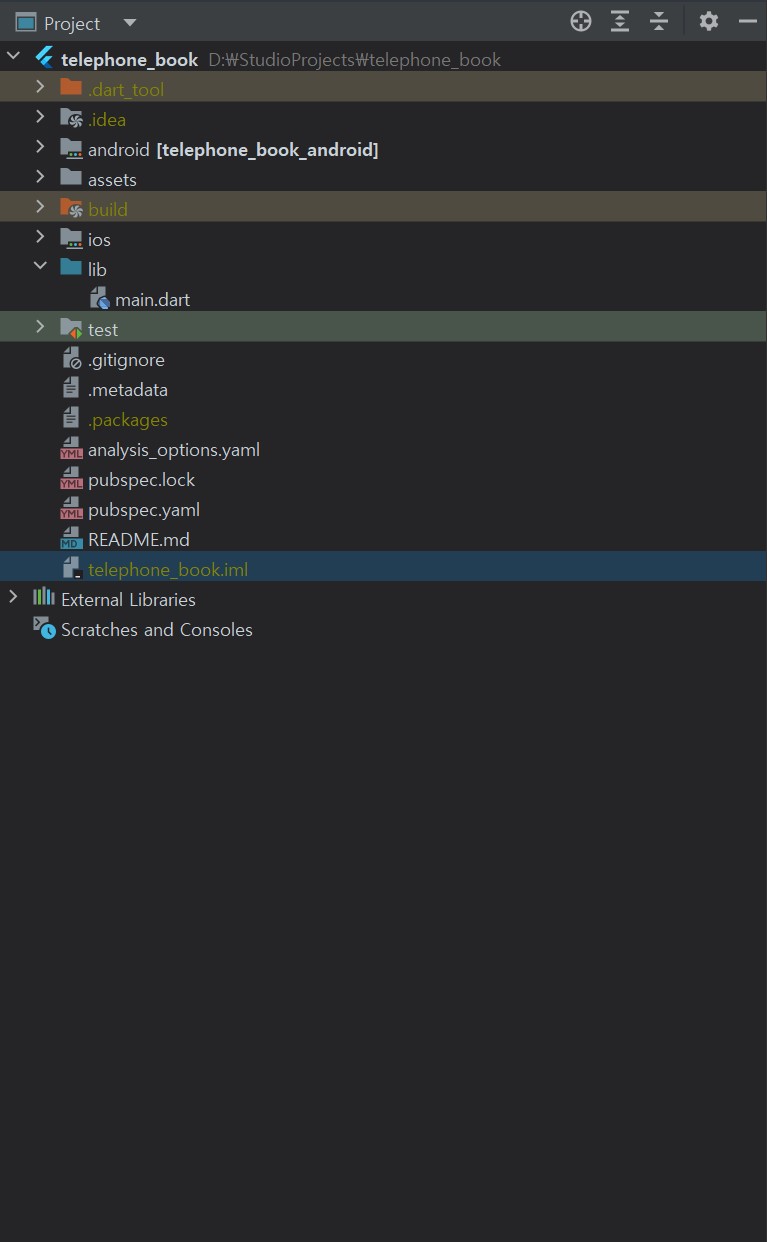 Project
telephone_book D:₩StudioProjects₩telephone_book
.dart_tool
.idea
android [telephone_book_android]
assets
build
ios
lib
main.dart
test
.gitignore
.metadata
.packages
YML analysis_options.yaml
YML pubspec.lock
YML pubspec.yaml
MD README.md
telephone_book.iml
External Libraries
Scratches and Consoles